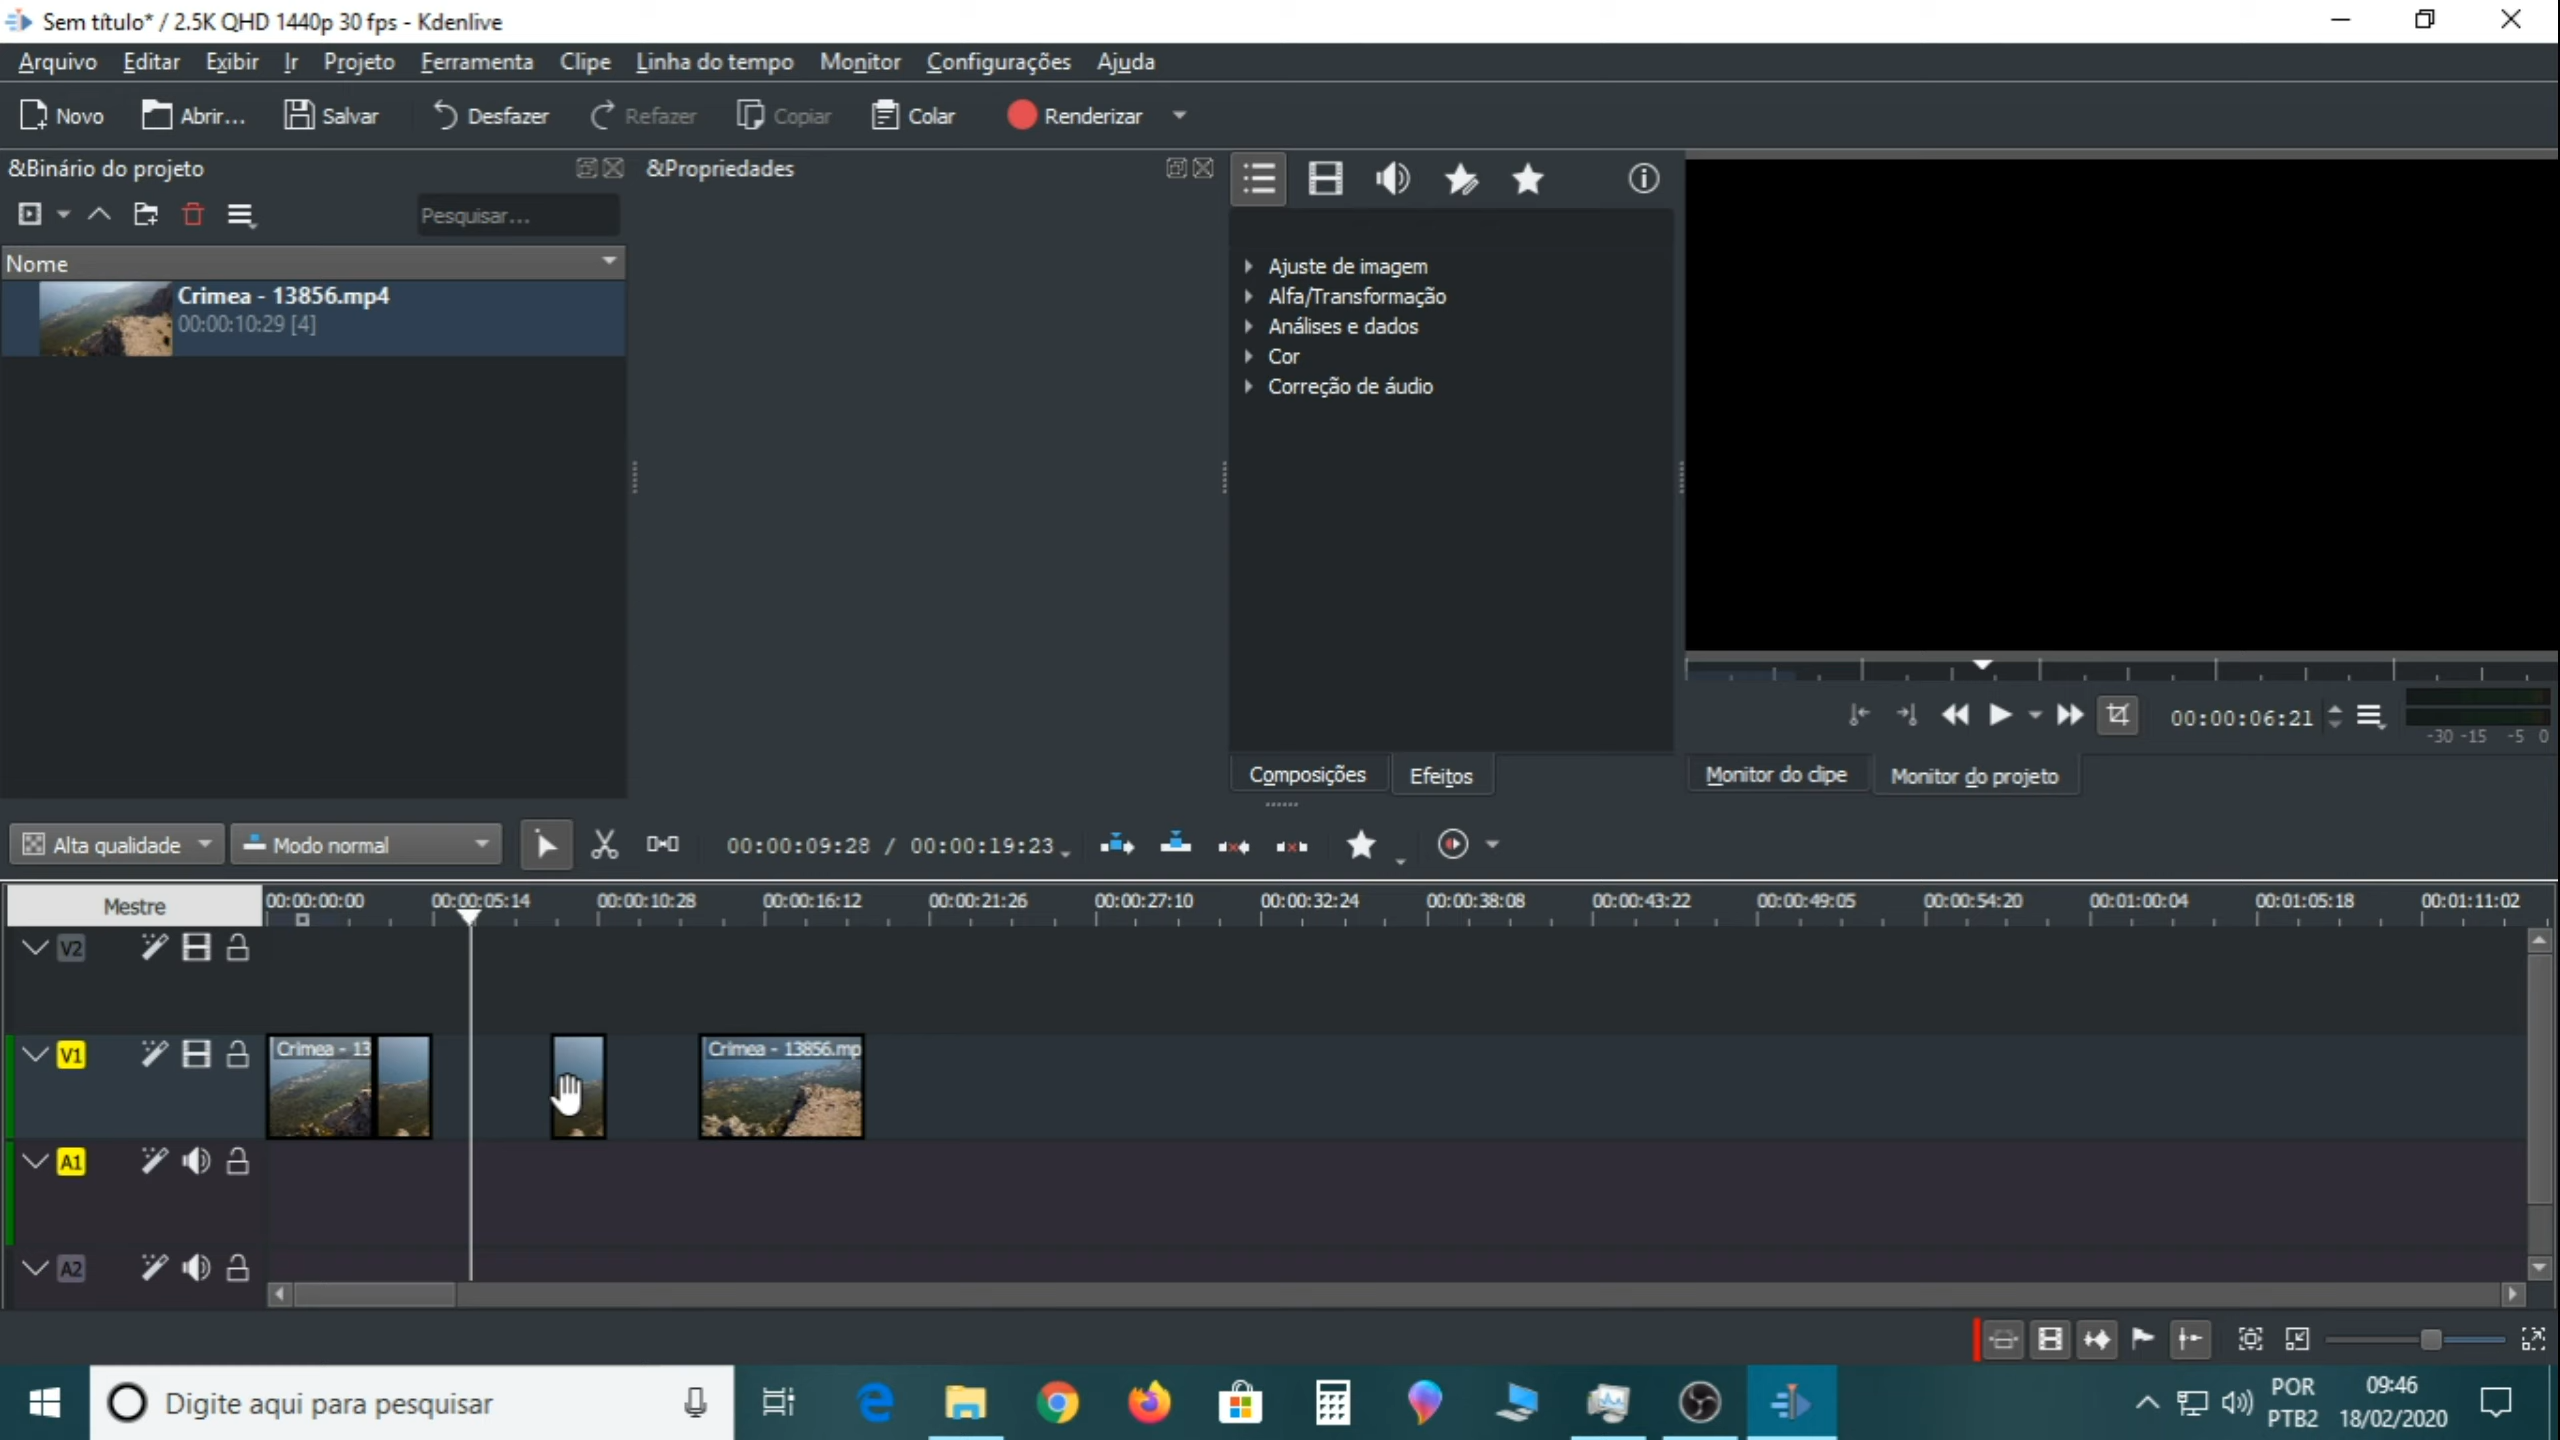 Sem título* / 2.5K QHD 1440p 30 fps - Kdenlive
Arquivo Editar Exibir Ir Projeto Ferramenta Clipe Linha do tempo Monitor Configurações Ajuda
Novo Abrir... Salvar Desfazer Refazer Copiar Colar Renderizar
&Binário do projeto
&Propriedades
Pesquisar...
Nome
Crimea - 13856.mp4
00:00:10:29 [4]
Ajuste de imagem
Alfa/Transformação
Análises e dados
Cor
Correção de áudio
00:00:06:21
-30 -15 -5 0
Composições Efeitos
Monitor do clipe Monitor do projeto
Alta qualidade Modo normal 00:00:09:28 / 00:00:19:23
Mestre 00:00:00:00 00:00:05:14 00:00:10:28 00:00:16:12 00:00:21:26 00:00:27:10 00:00:32:24 00:00:38:08 00:00:43:22 00:00:49:05 00:00:54:20 00:01:00:04 00:01:05:18 00:01:11:02
V2
V1
Crimea - 13
Crimea - 13856.mp
A1
A2
Digite aqui para pesquisar
POR
PTB2
09:46
18/02/2020